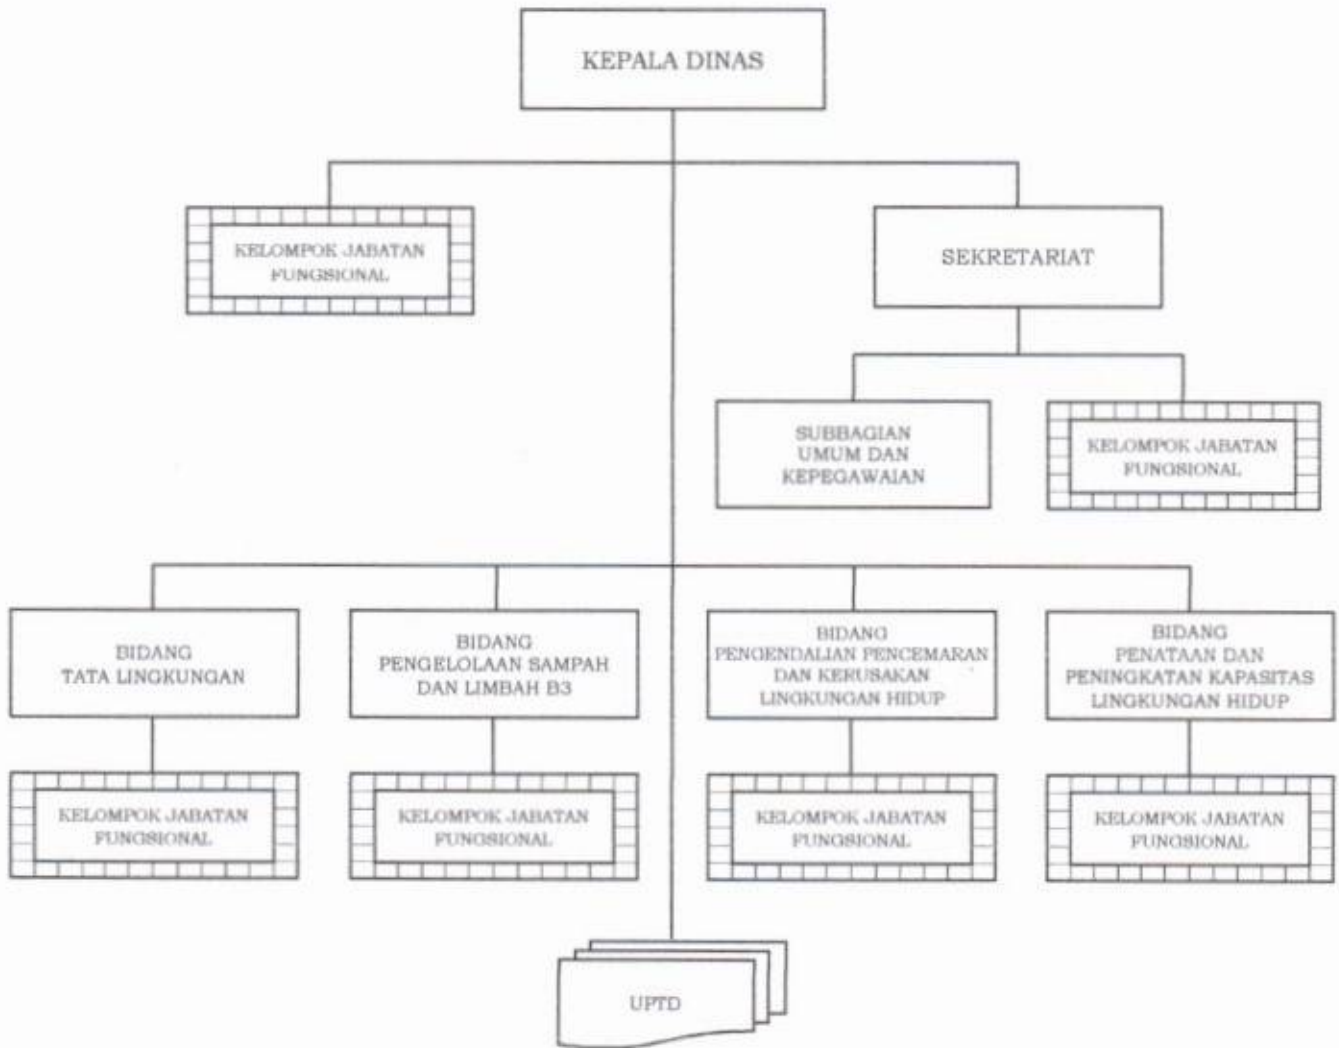 KEPALA DINAS
KELOMPOK JABATAN
FUNGSIONAL
SEKRETARIAT
SUBBAGIAN
UMUM DAN
KEPEGAWAIAN
KELOMPOK JABATAN
FUNGSIONAL
BIDANG
TATA LINGKUNGAN
BIDANG
PENGELOLAAN SAMPAH
DAN LIMBAH B3
BIDANG
PENGENDALIAN PENCEMARAN
DAN KERUSAKAN
LINGKUNGAN HIDUP
BIDANG
PENATAAN DAN
PENINGKATAN KAPASITAS
LINGKUNGAN HIDUP
KELOMPOK JABATAN
FUNGSIONAL
KELOMPOK JABATAN
FUNGSIONAL
KELOMPOK JABATAN
FUNGSIONAL
KELOMPOK JABATAN
FUNGSIONAL
UPTD